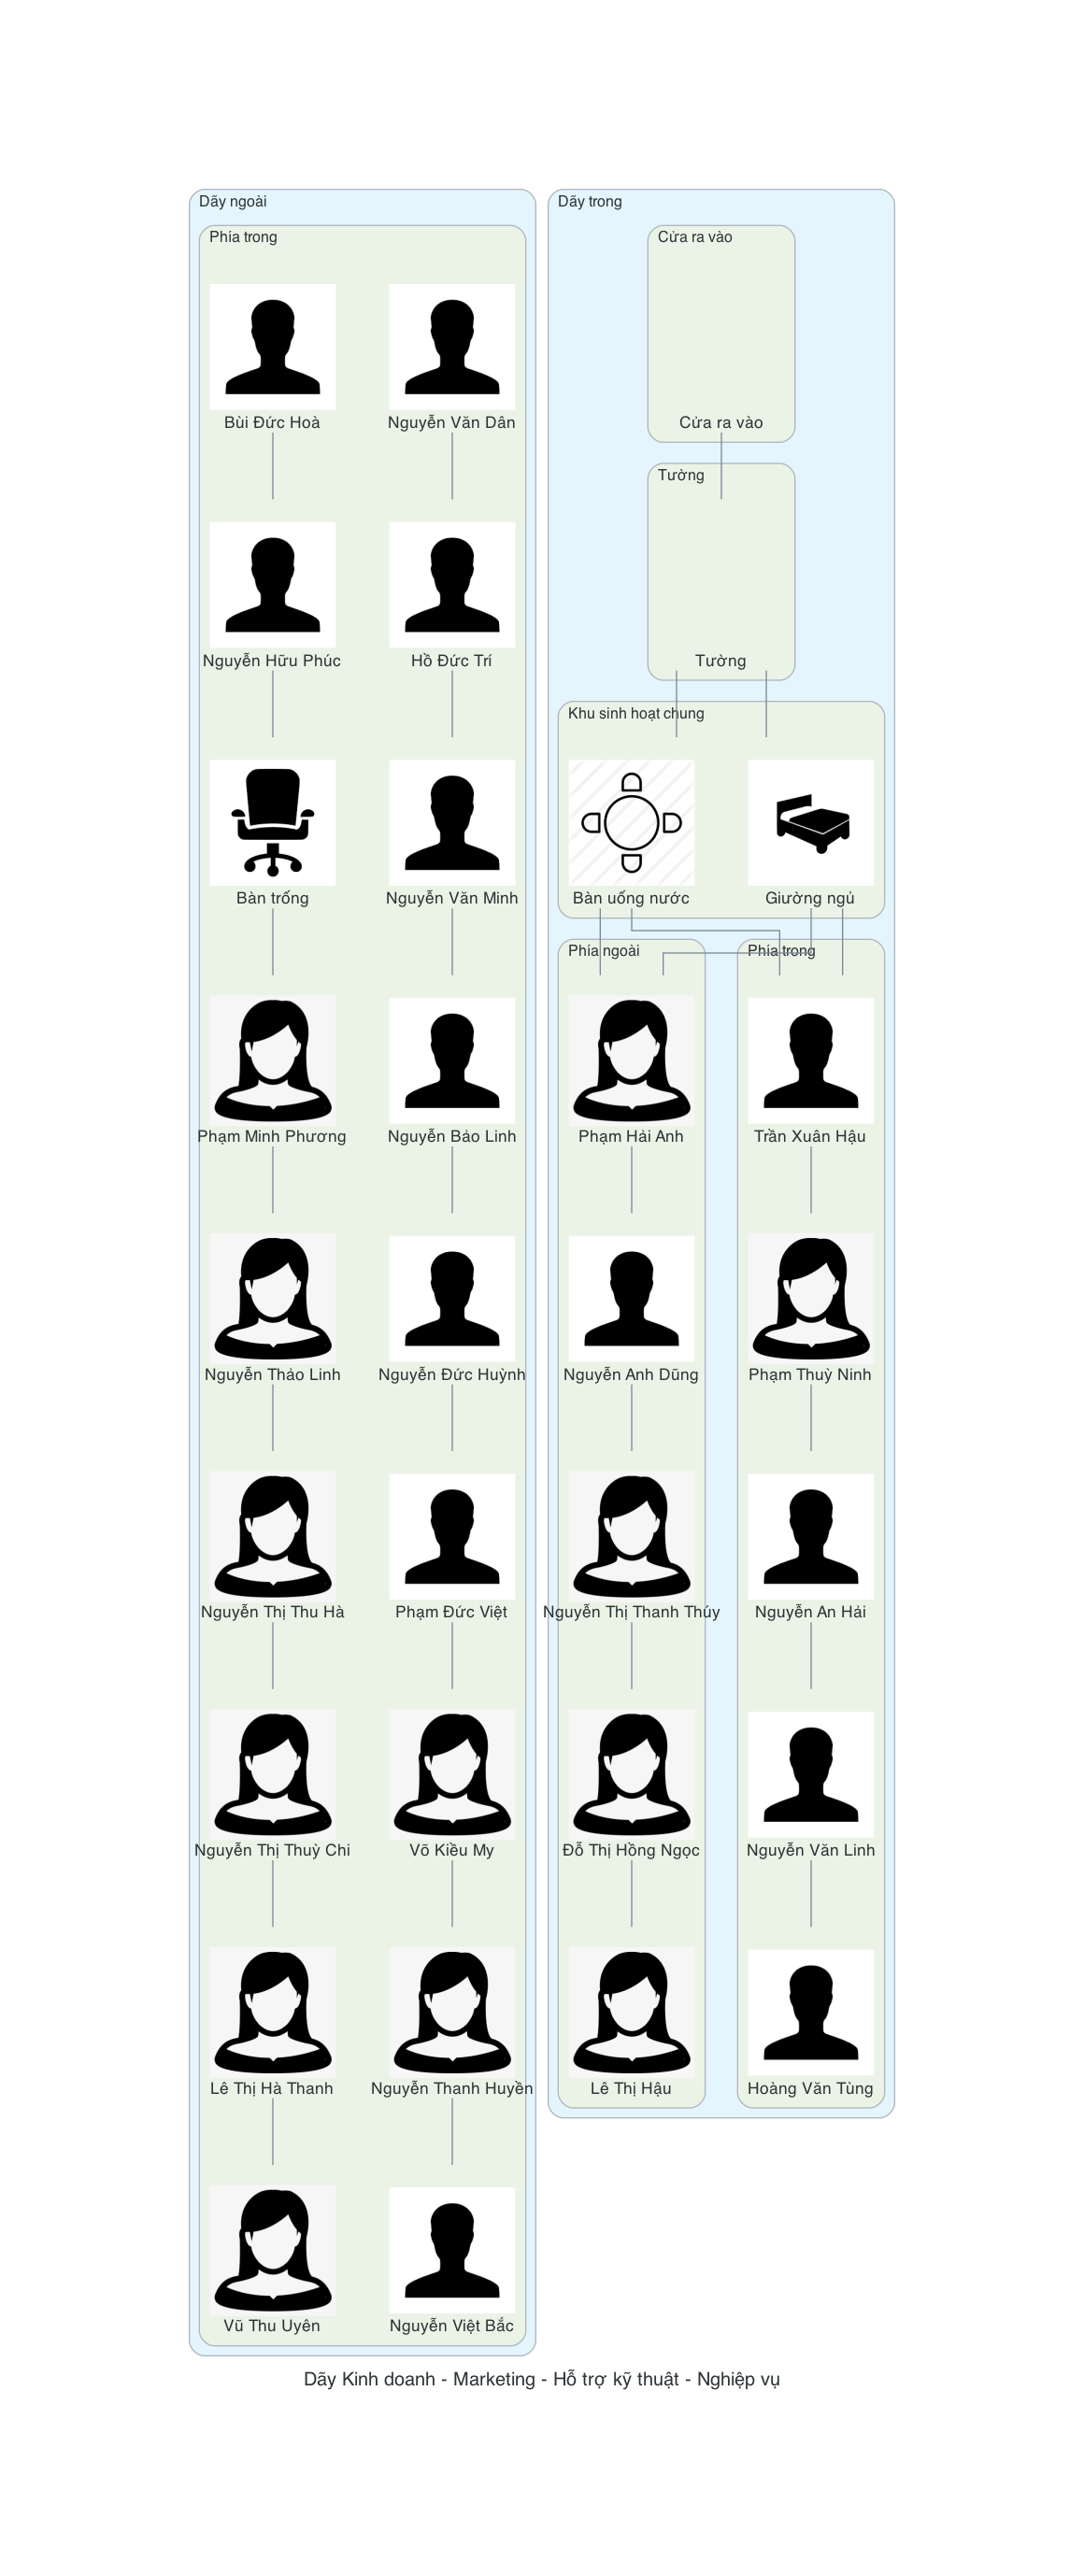 Dãy ngoài
Phía trong
Bùi Đức Hoà
Nguyễn Văn Dân
Nguyễn Hữu Phúc
Hồ Đức Trí
Bàn trống
Nguyễn Văn Minh
Phạm Minh Phương
Nguyễn Bảo Linh
Nguyễn Thảo Linh
Nguyễn Đức Huỳnh
Nguyễn Thị Thu Hà
Phạm Đức Việt
Nguyễn Thị Thuỳ Chi
Võ Kiều My
Lê Thị Hà Thanh
Nguyễn Thanh Huyền
Vũ Thu Uyên
Nguyễn Việt Bắc
Dãy trong
Cửa ra vào
Cửa ra vào
Tường
Tường
Khu sinh hoạt chung
Bàn uống nước
Giường ngủ
Phía ngoài
Phía trong
Phạm Hải Anh
Trần Xuân Hậu
Nguyễn Anh Dũng
Phạm Thuỳ Ninh
Nguyễn Thị Thanh Thúy
Nguyễn An Hải
Đỗ Thị Hồng Ngọc
Nguyễn Văn Linh
Lê Thị Hậu
Hoàng Văn Tùng
Dãy Kinh doanh - Marketing - Hỗ trợ kỹ thuật - Nghiệp vụ